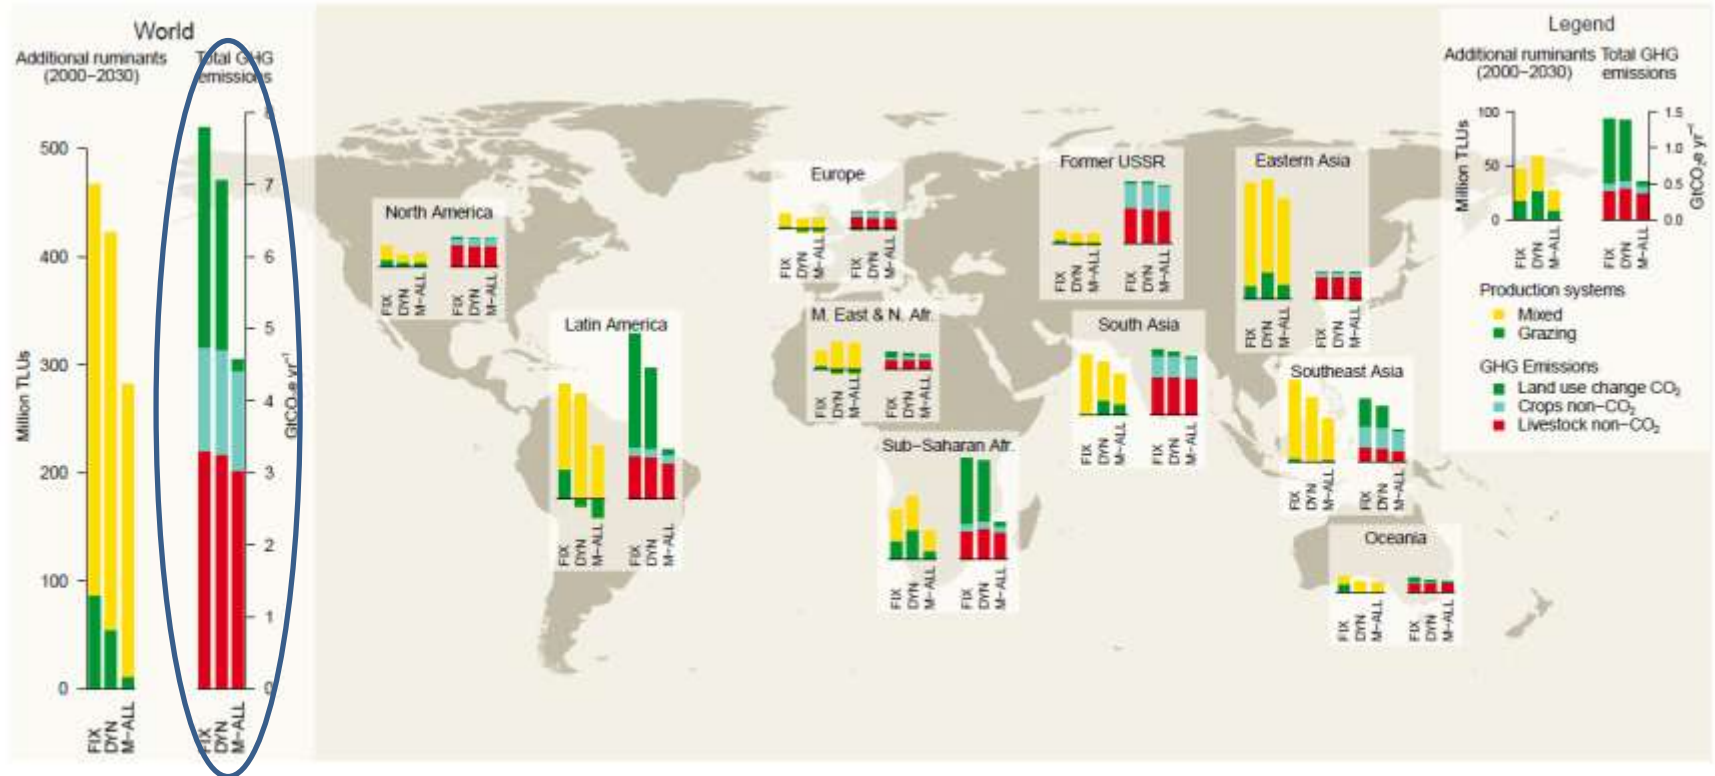 World
Additional ruminants
(2000−2030)
Total GHG
emissions
Million TLUs
500
400
300
200
100
0
FIX
DYN
M−ALL
8
7
6
5
4
3
2
1
0
GtCO₂e yr⁻¹
FIX
DYN
M−ALL
North America
FIX
DYN
M−ALL
FIX
DYN
M−ALL
Latin America
FIX
DYN
M−ALL
FIX
DYN
M−ALL
Europe
FIX
DYN
M−ALL
FIX
DYN
M−ALL
M. East & N. Afr.
FIX
DYN
M−ALL
FIX
DYN
M−ALL
Sub−Saharan Afr.
FIX
DYN
M−ALL
FIX
DYN
M−ALL
Former USSR
FIX
DYN
M−ALL
FIX
DYN
M−ALL
South Asia
FIX
DYN
M−ALL
FIX
DYN
M−ALL
Eastern Asia
FIX
DYN
M−ALL
FIX
DYN
M−ALL
Southeast Asia
FIX
DYN
M−ALL
FIX
DYN
M−ALL
Oceania
FIX
DYN
M−ALL
FIX
DYN
M−ALL
Legend
Additional ruminants
(2000−2030)
Total GHG
emissions
Million TLUs
100
50
0
FIX
DYN
M−ALL
1.5
1.0
0.5
0.0
GtCO₂e yr⁻¹
FIX
DYN
M−ALL
Production systems
Mixed
Grazing
GHG Emissions
Land use change CO₂
Crops non−CO₂
Livestock non−CO₂